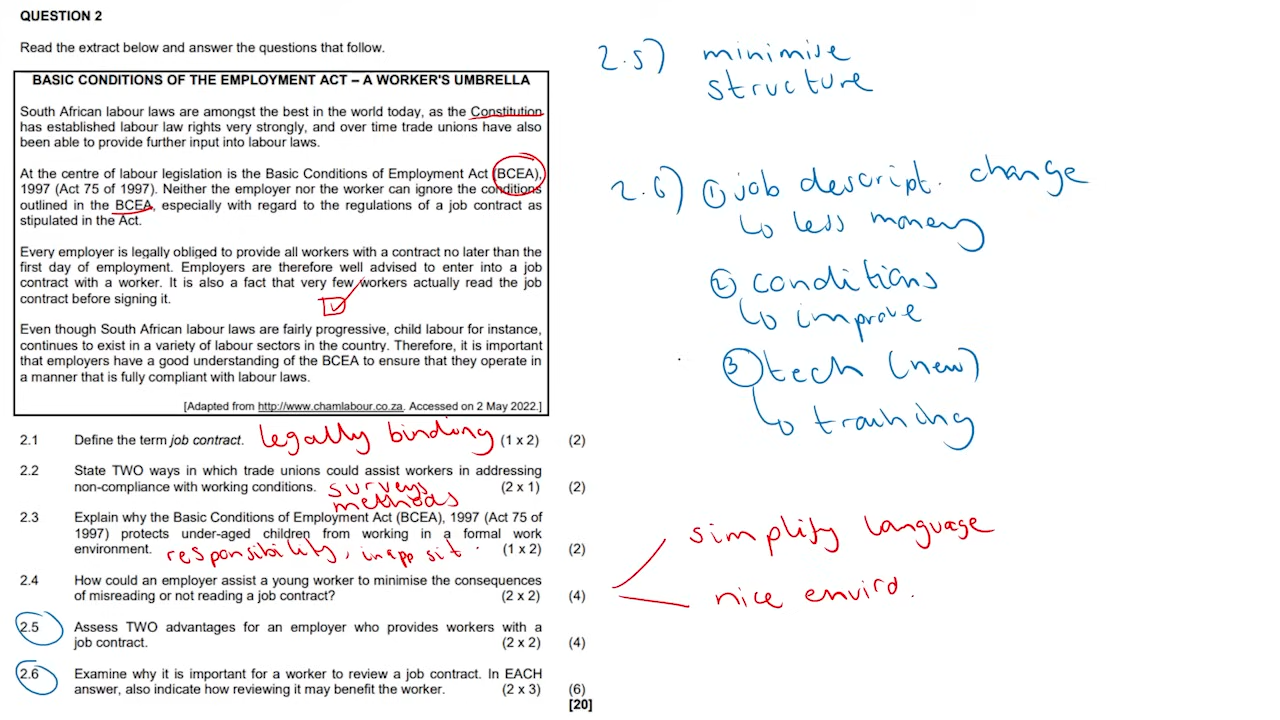 QUESTION 2
Read the extract below and answer the questions that follow.
BASIC CONDITIONS OF THE EMPLOYMENT ACT – A WORKER'S UMBRELLA
South African labour laws are amongst the best in the world today, as the Constitution
has established labour law rights very strongly, and over time trade unions have also
been able to provide further input into labour laws.
At the centre of labour legislation is the Basic Conditions of Employment Act (BCEA),
1997 (Act 75 of 1997). Neither the employer nor the worker can ignore the conditions
outlined in the BCEA, especially with regard to the regulations of a job contract as
stipulated in the Act.
Every employer is legally obliged to provide all workers with a contract no later than the
first day of employment. Employers are therefore well advised to enter into a job
contract with a worker. It is also a fact that very few workers actually read the job
contract before signing it.
Even though South African labour laws are fairly progressive, child labour for instance,
continues to exist in a variety of labour sectors in the country. Therefore, it is important
that employers have a good understanding of the BCEA to ensure that they operate in
a manner that is fully compliant with labour laws.
[Adapted from http://www.chamlabour.co.za. Accessed on 2 May 2022.]
2.1 Define the term job contract. legally binding (1 x 2) (2)
2.2 State TWO ways in which trade unions could assist workers in addressing
non-compliance with working conditions. surveys (2 x 1) (2)
methods
2.3 Explain why the Basic Conditions of Employment Act (BCEA), 1997 (Act 75 of
1997) protects under-aged children from working in a formal work
environment. responsibility, inapp sit. (1 x 2) (2)
2.4 How could an employer assist a young worker to minimise the consequences
of misreading or not reading a job contract? (2 x 2) (4)
2.5 Assess TWO advantages for an employer who provides workers with a
job contract. (2 x 2) (4)
2.6 Examine why it is important for a worker to review a job contract. In EACH
answer, also indicate how reviewing it may benefit the worker. (2 x 3) (6)
[20]
2.5) minimise
structure
2.6) ① job descript. change
↳ less money
② conditions
↳ improve
③ tech (new)
↳ training
simplify language
nice enviro.